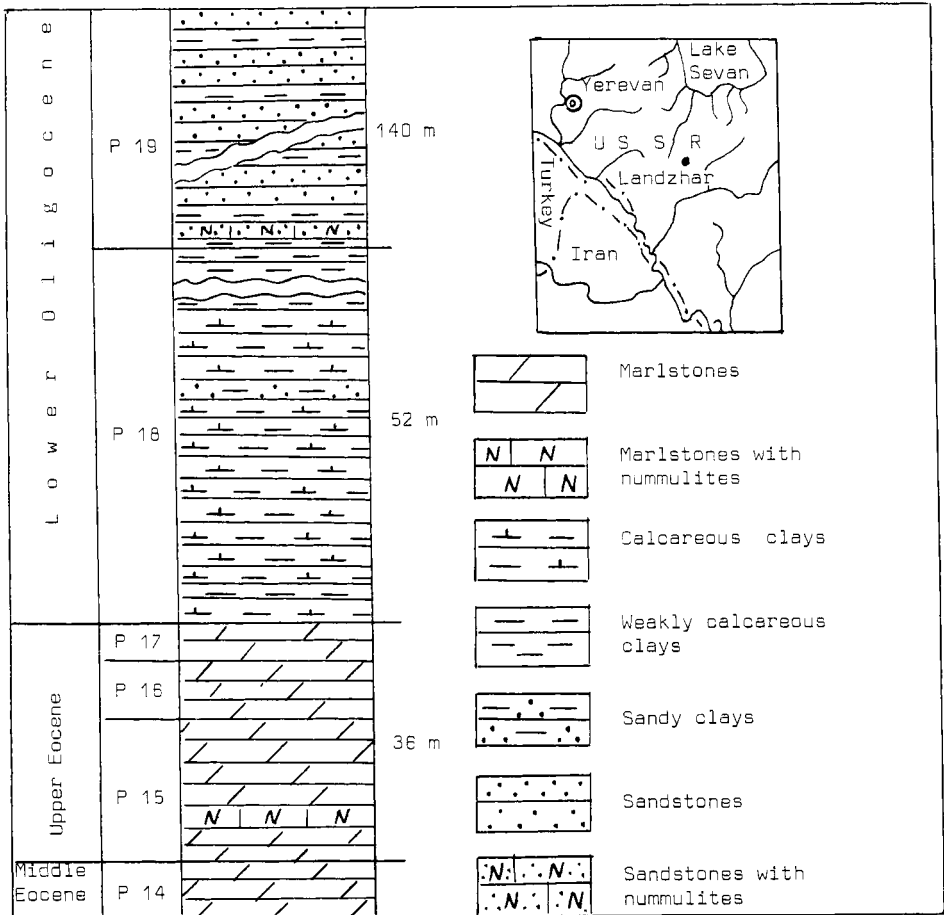 Lower Oligocene
P 19
140 m
P 18
52 m
Upper Eocene
P 17
P 16
P 15
36 m
Middle
Eocene
P 14
N N N
N N N
Lake
Sevan
Yerevan
USSR
Landzhar
Turkey
Iran
Marlstones
N N
N N
Marlstones with
nummulites
Calcareous clays
Weakly calcareous
clays
Sandy clays
Sandstones
N N
N N
Sandstones with
nummulites